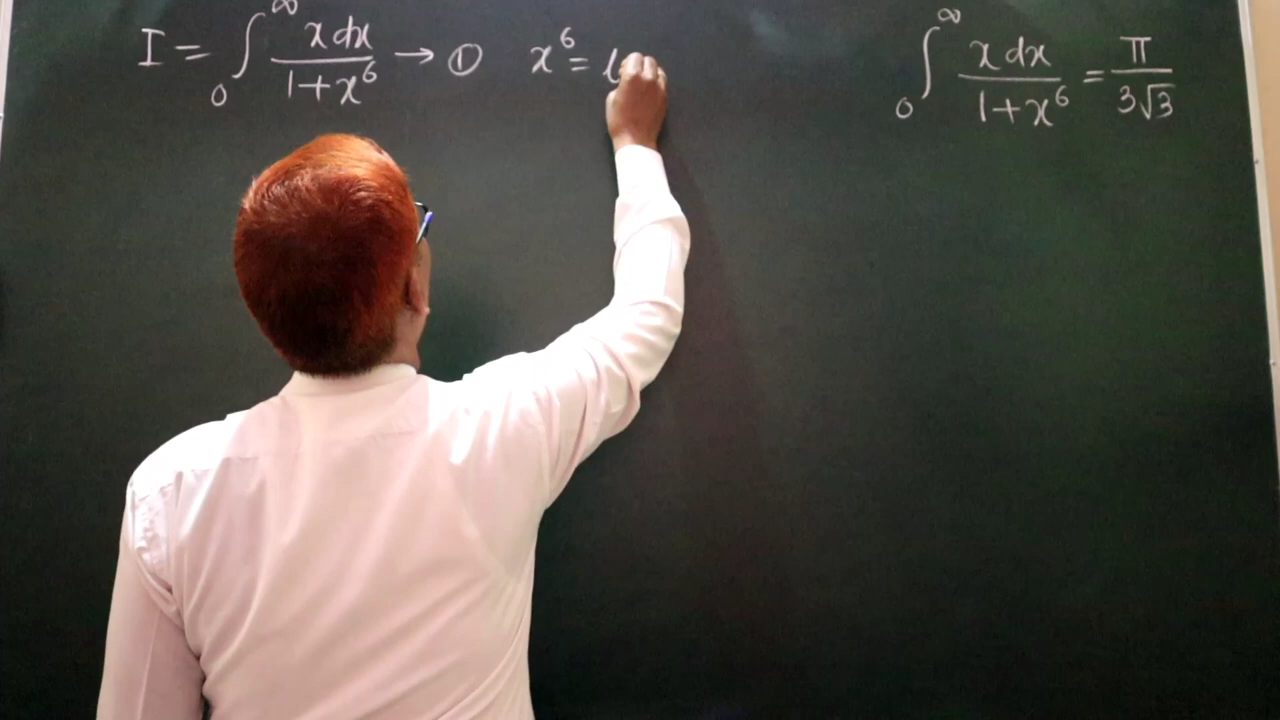 I = ∫₀^∞ x dx / (1+x⁶) → ① x⁶ =
∫₀^∞ x dx / (1+x⁶) = π / (3√3)